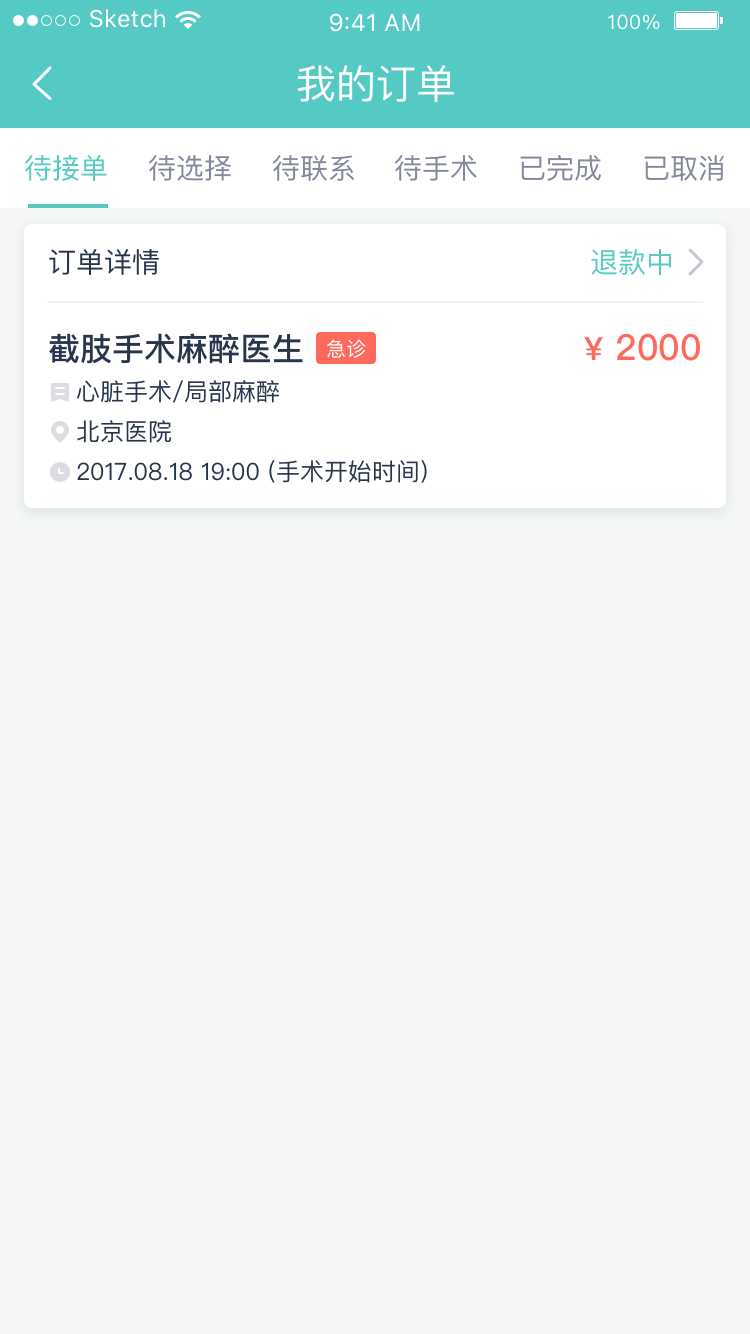 Sketch 9:41 AM 100%
我的订单
待接单 待选择 待联系 待手术 已完成 已取消
订单详情 退款中
截肢手术麻醉医生 急诊 ¥ 2000
心脏手术/局部麻醉
北京医院
2017.08.18 19:00 (手术开始时间)